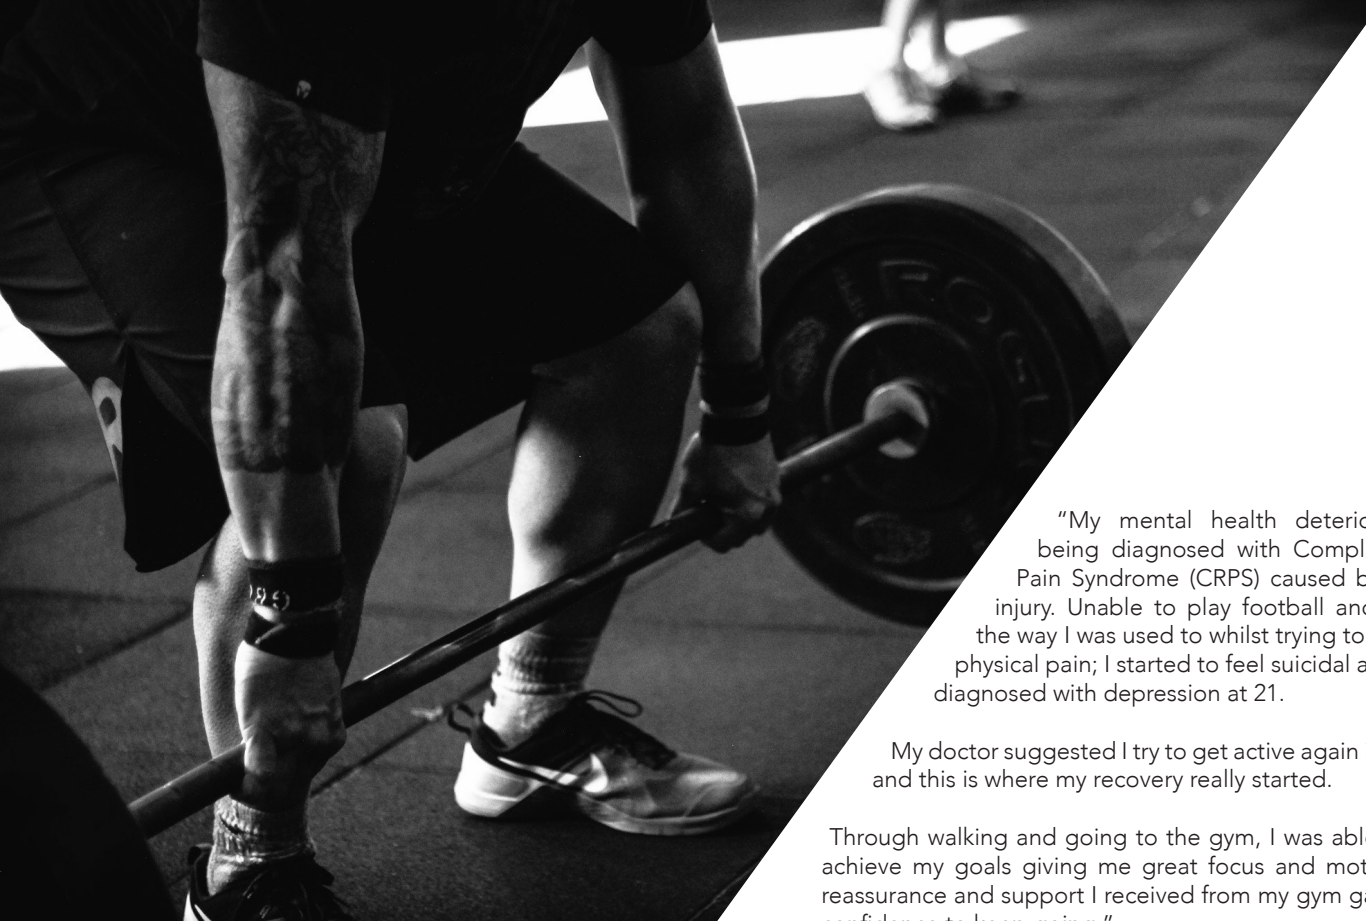 “My mental health deterio
being diagnosed with Compl
Pain Syndrome (CRPS) caused b
injury. Unable to play football and
the way I was used to whilst trying to
physical pain; I started to feel suicidal a
diagnosed with depression at 21.
My doctor suggested I try to get active again
and this is where my recovery really started.
Through walking and going to the gym, I was able
achieve my goals giving me great focus and mot
reassurance and support I received from my gym ga